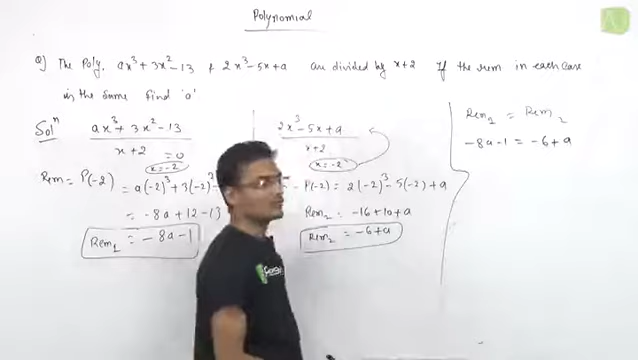 Polynomial
Q) The Poly. ax³+3x²-13 & 2x³-5x+a are divided by x+2 If the rem in each case
is the same find 'a'
Solⁿ
ax³+3x²-13
x+2
=0
x=-2
Rem = P(-2) = a(-2)³+3(-2)²-
= -8a+12-13
Rem₁ = -8a-1
2x³-5x+a
x+2
x=-2
P(-2) = 2(-2)³-5(-2)+a
Rem₂ = -16+10+a
Rem₂ = -6+a
Rem₁ = Rem₂
-8a-1 = -6+a